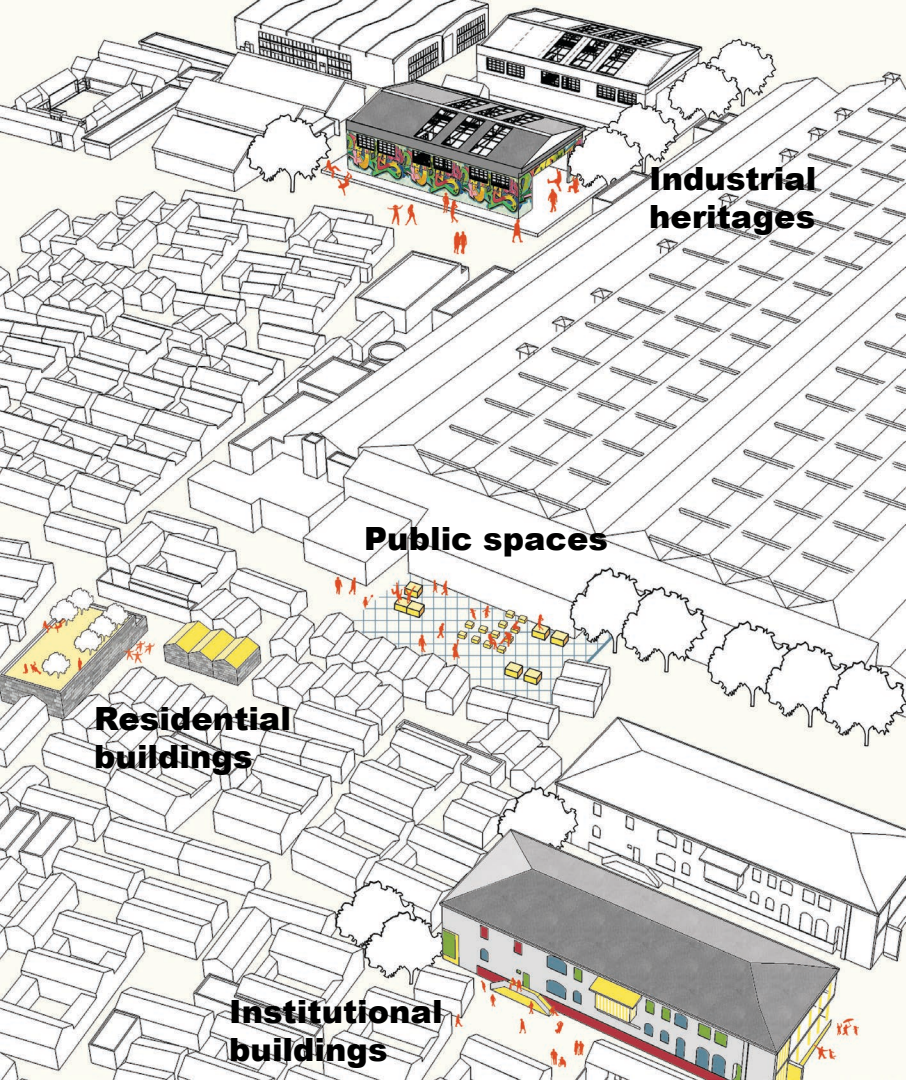 Industrial
heritages
Public spaces
Residential
buildings
Institutional
buildings